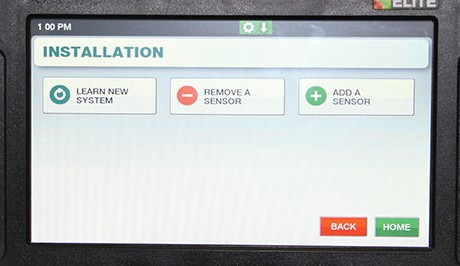 ELITE
1 00 PM
INSTALLATION
LEARN NEW
SYSTEM
REMOVE A
SENSOR
ADD A
SENSOR
BACK
HOME